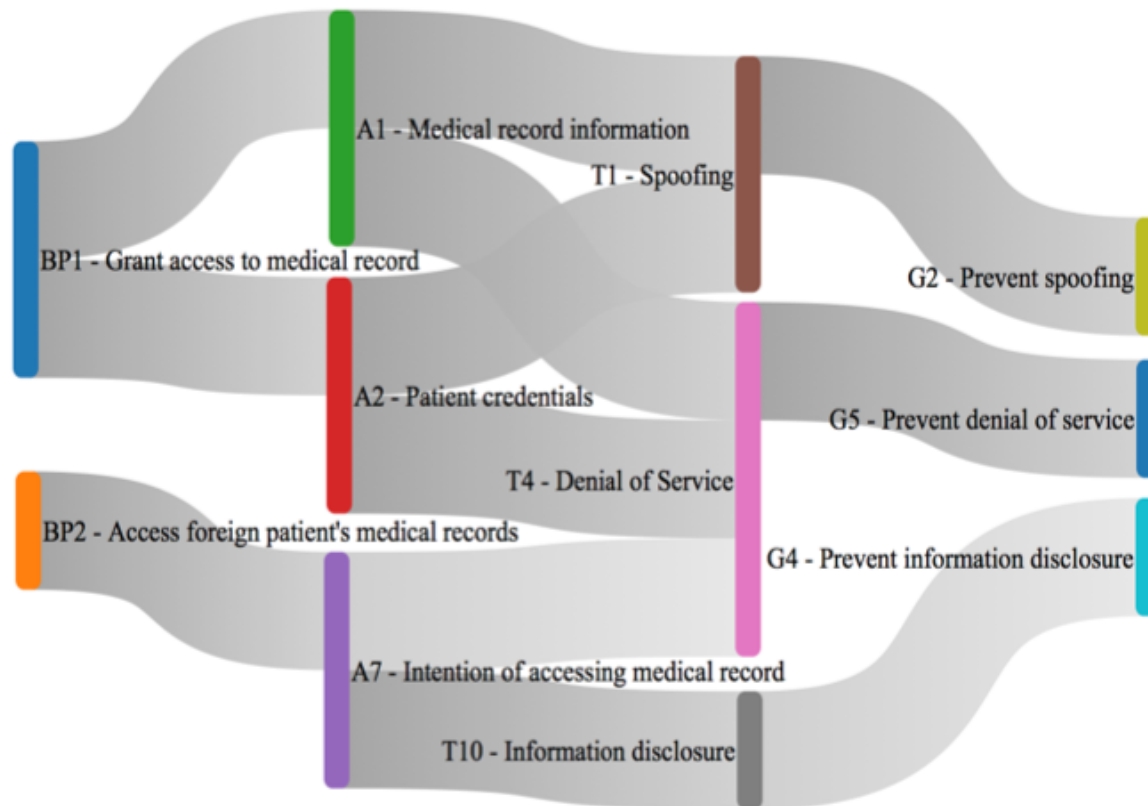 A1 - Medical record information
T1 - Spoofing
BP1 - Grant access to medical record
G2 - Prevent spoofing
A2 - Patient credentials
G5 - Prevent denial of service
T4 - Denial of Service
BP2 - Access foreign patient's medical records
G4 - Prevent information disclosure
A7 - Intention of accessing medical record
T10 - Information disclosure